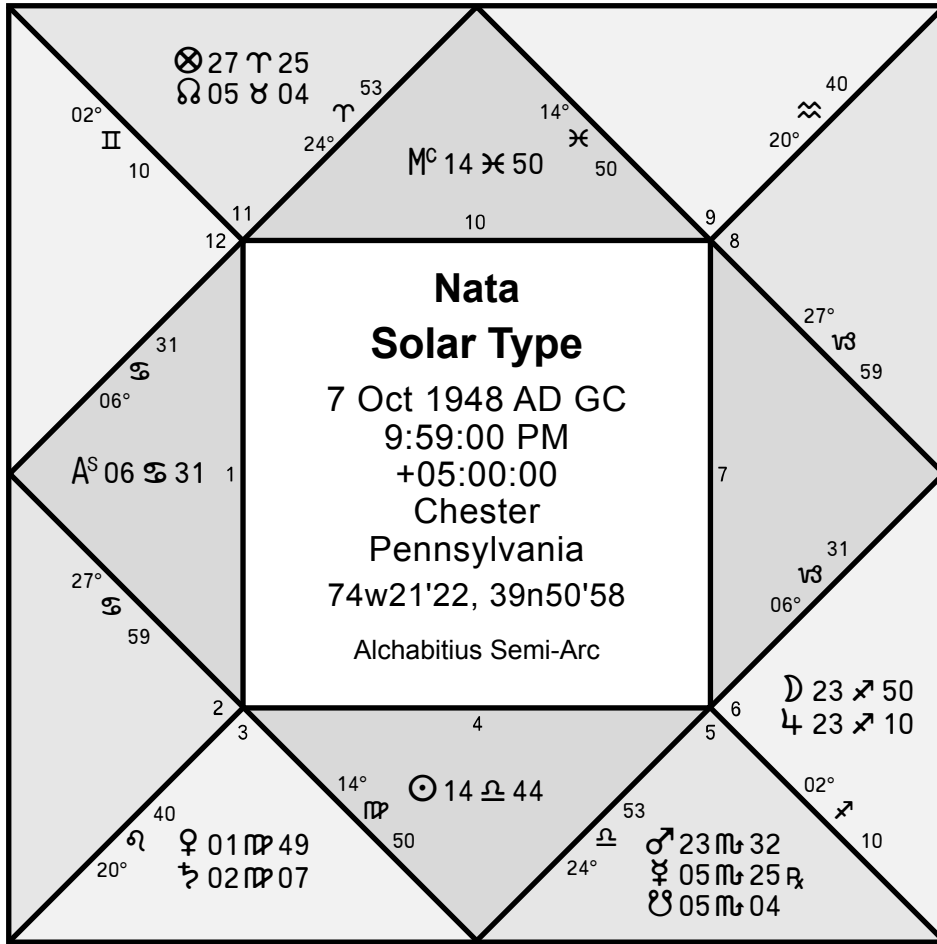 ⊗ 27 ♈ 25
☊ 05 ♉ 04
02° ♊ 10
24° ♈ 53
Mᶜ 14 ♓ 50
14° ♓ 50
20° ♒ 40
11
12
10
9
8
Nata
Solar Type
7 Oct 1948 AD GC
9:59:00 PM
+05:00:00
Chester
Pennsylvania
74w21'22, 39n50'58
Alchabitius Semi-Arc
06° ♋ 31
Aˢ 06 ♋ 31
1
7
27° ♑ 59
06° ♑ 31
27° ♋ 59
2
3
4
6
5
☽ 23 ♐ 50
♃ 23 ♐ 10
☉ 14 ♎ 44
14° ♍ 50
20° ♌ 40
♀ 01 ♍ 49
♄ 02 ♍ 07
24° ♎ 53
♂ 23 ♏ 32
☿ 05 ♏ 25 ℞
☋ 05 ♏ 04
02° ♐ 10